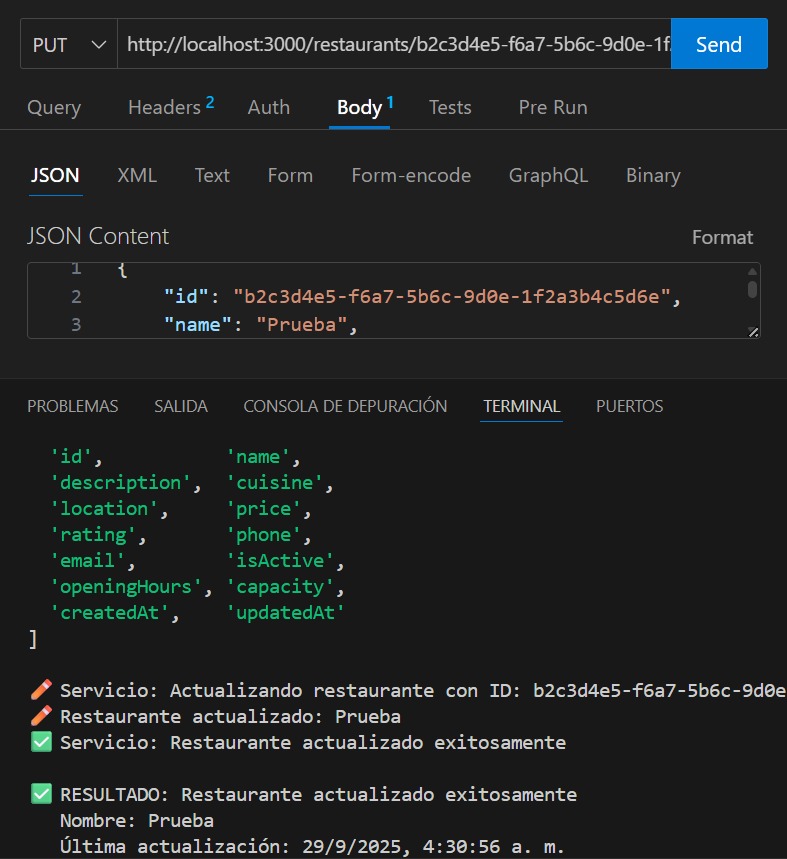 PUT http://localhost:3000/restaurants/b2c3d4e5-f6a7-5b6c-9d0e-1f Send
Query Headers 2 Auth Body 1 Tests Pre Run
JSON XML Text Form Form-encode GraphQL Binary
JSON Content Format
1 {
2 "id": "b2c3d4e5-f6a7-5b6c-9d0e-1f2a3b4c5d6e",
3 "name": "Prueba",
PROBLEMAS SALIDA CONSOLA DE DEPURACIÓN TERMINAL PUERTOS
'id', 'name',
'description', 'cuisine',
'location', 'price',
'rating', 'phone',
'email', 'isActive',
'openingHours', 'capacity',
'createdAt', 'updatedAt'
]
Servicio: Actualizando restaurante con ID: b2c3d4e5-f6a7-5b6c-9d0e
Restaurante actualizado: Prueba
Servicio: Restaurante actualizado exitosamente
RESULTADO: Restaurante actualizado exitosamente
Nombre: Prueba
Última actualización: 29/9/2025, 4:30:56 a. m.